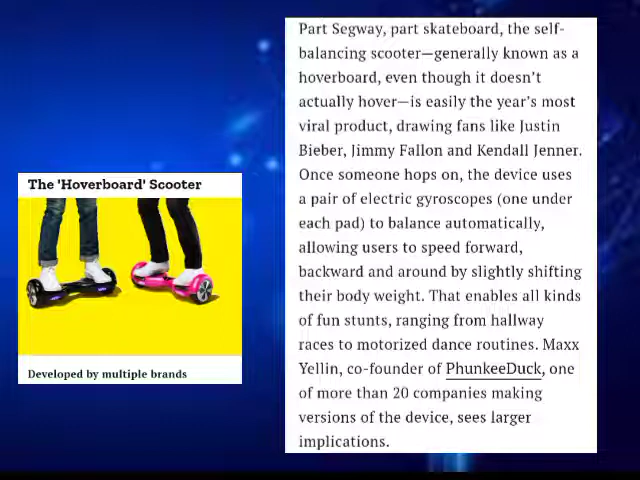 The 'Hoverboard' Scooter
Developed by multiple brands
Part Segway, part skateboard, the self-
balancing scooter—generally known as a
hoverboard, even though it doesn't
actually hover—is easily the year's most
viral product, drawing fans like Justin
Bieber, Jimmy Fallon and Kendall Jenner.
Once someone hops on, the device uses
a pair of electric gyroscopes (one under
each pad) to balance automatically,
allowing users to speed forward,
backward and around by slightly shifting
their body weight. That enables all kinds
of fun stunts, ranging from hallway
races to motorized dance routines. Maxx
Yellin, co-founder of PhunkeeDuck, one
of more than 20 companies making
versions of the device, sees larger
implications.